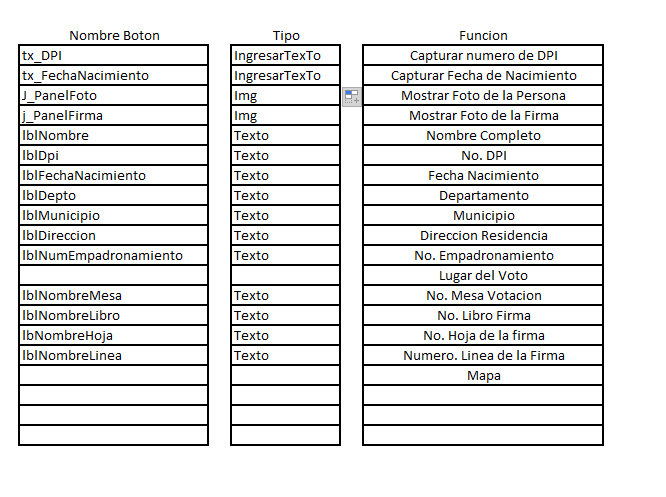 Nombre Boton Tipo Funcion
tx_DPI IngresarTexTo Capturar numero de DPI
tx_FechaNacimiento IngresarTexTo Capturar Fecha de Nacimiento
J_PanelFoto Img Mostrar Foto de la Persona
j_PanelFirma Img Mostrar Foto de la Firma
lblNombre Texto Nombre Completo
lblDpi Texto No. DPI
lblFechaNacimiento Texto Fecha Nacimiento
lblDepto Texto Departamento
lblMunicipio Texto Municipio
lblDireccion Texto Direccion Residencia
lblNumEmpadronamiento Texto No. Empadronamiento
Lugar del Voto
lblNombreMesa Texto No. Mesa Votacion
lblNombreLibro Texto No. Libro Firma
lbNombreHoja Texto No. Hoja de la firma
lblNombreLinea Texto Numero. Linea de la Firma
Mapa